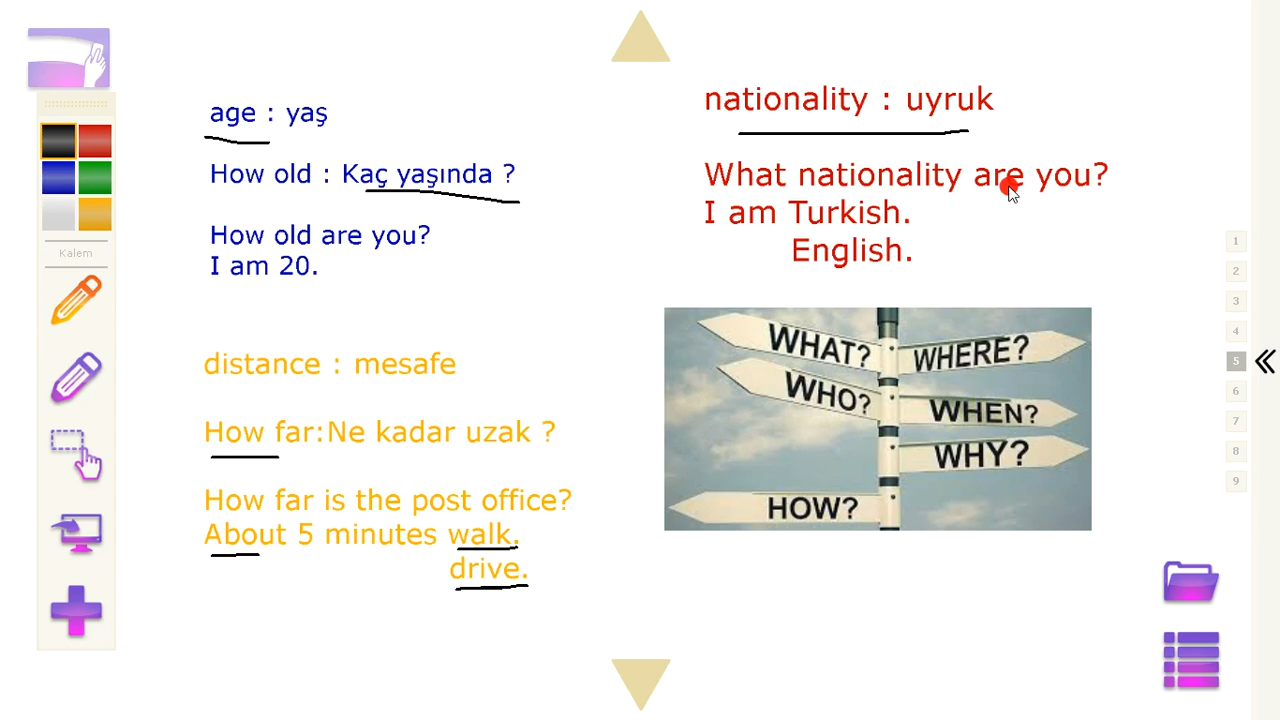 age : yaş
How old : Kaç yaşında ?
How old are you?
I am 20.
distance : mesafe
How far:Ne kadar uzak ?
How far is the post office?
About 5 minutes walk.
drive.
nationality : uyruk
What nationality are you?
I am Turkish.
English.
WHAT?
WHERE?
WHO?
WHEN?
WHY?
HOW?
Kalem
1
2
3
4
5
6
7
8
9